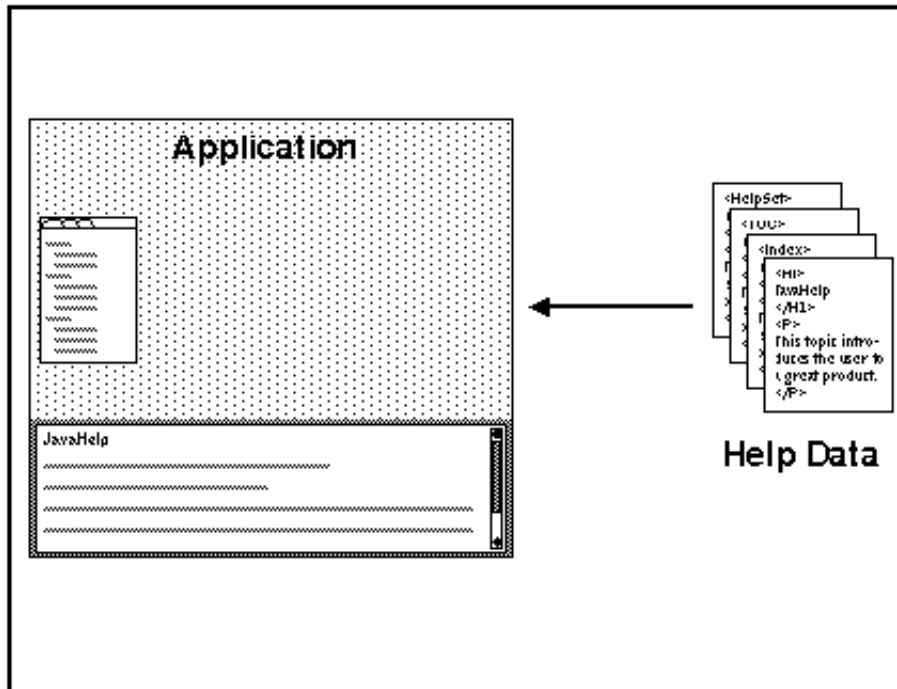 Application
JavaHelp
<HelpSet>
<TOC>
<Index>
<H1>
JavaHelp
</H1>
<P>
This topic intro-
duces the user to
a great product.
</P>
Help Data